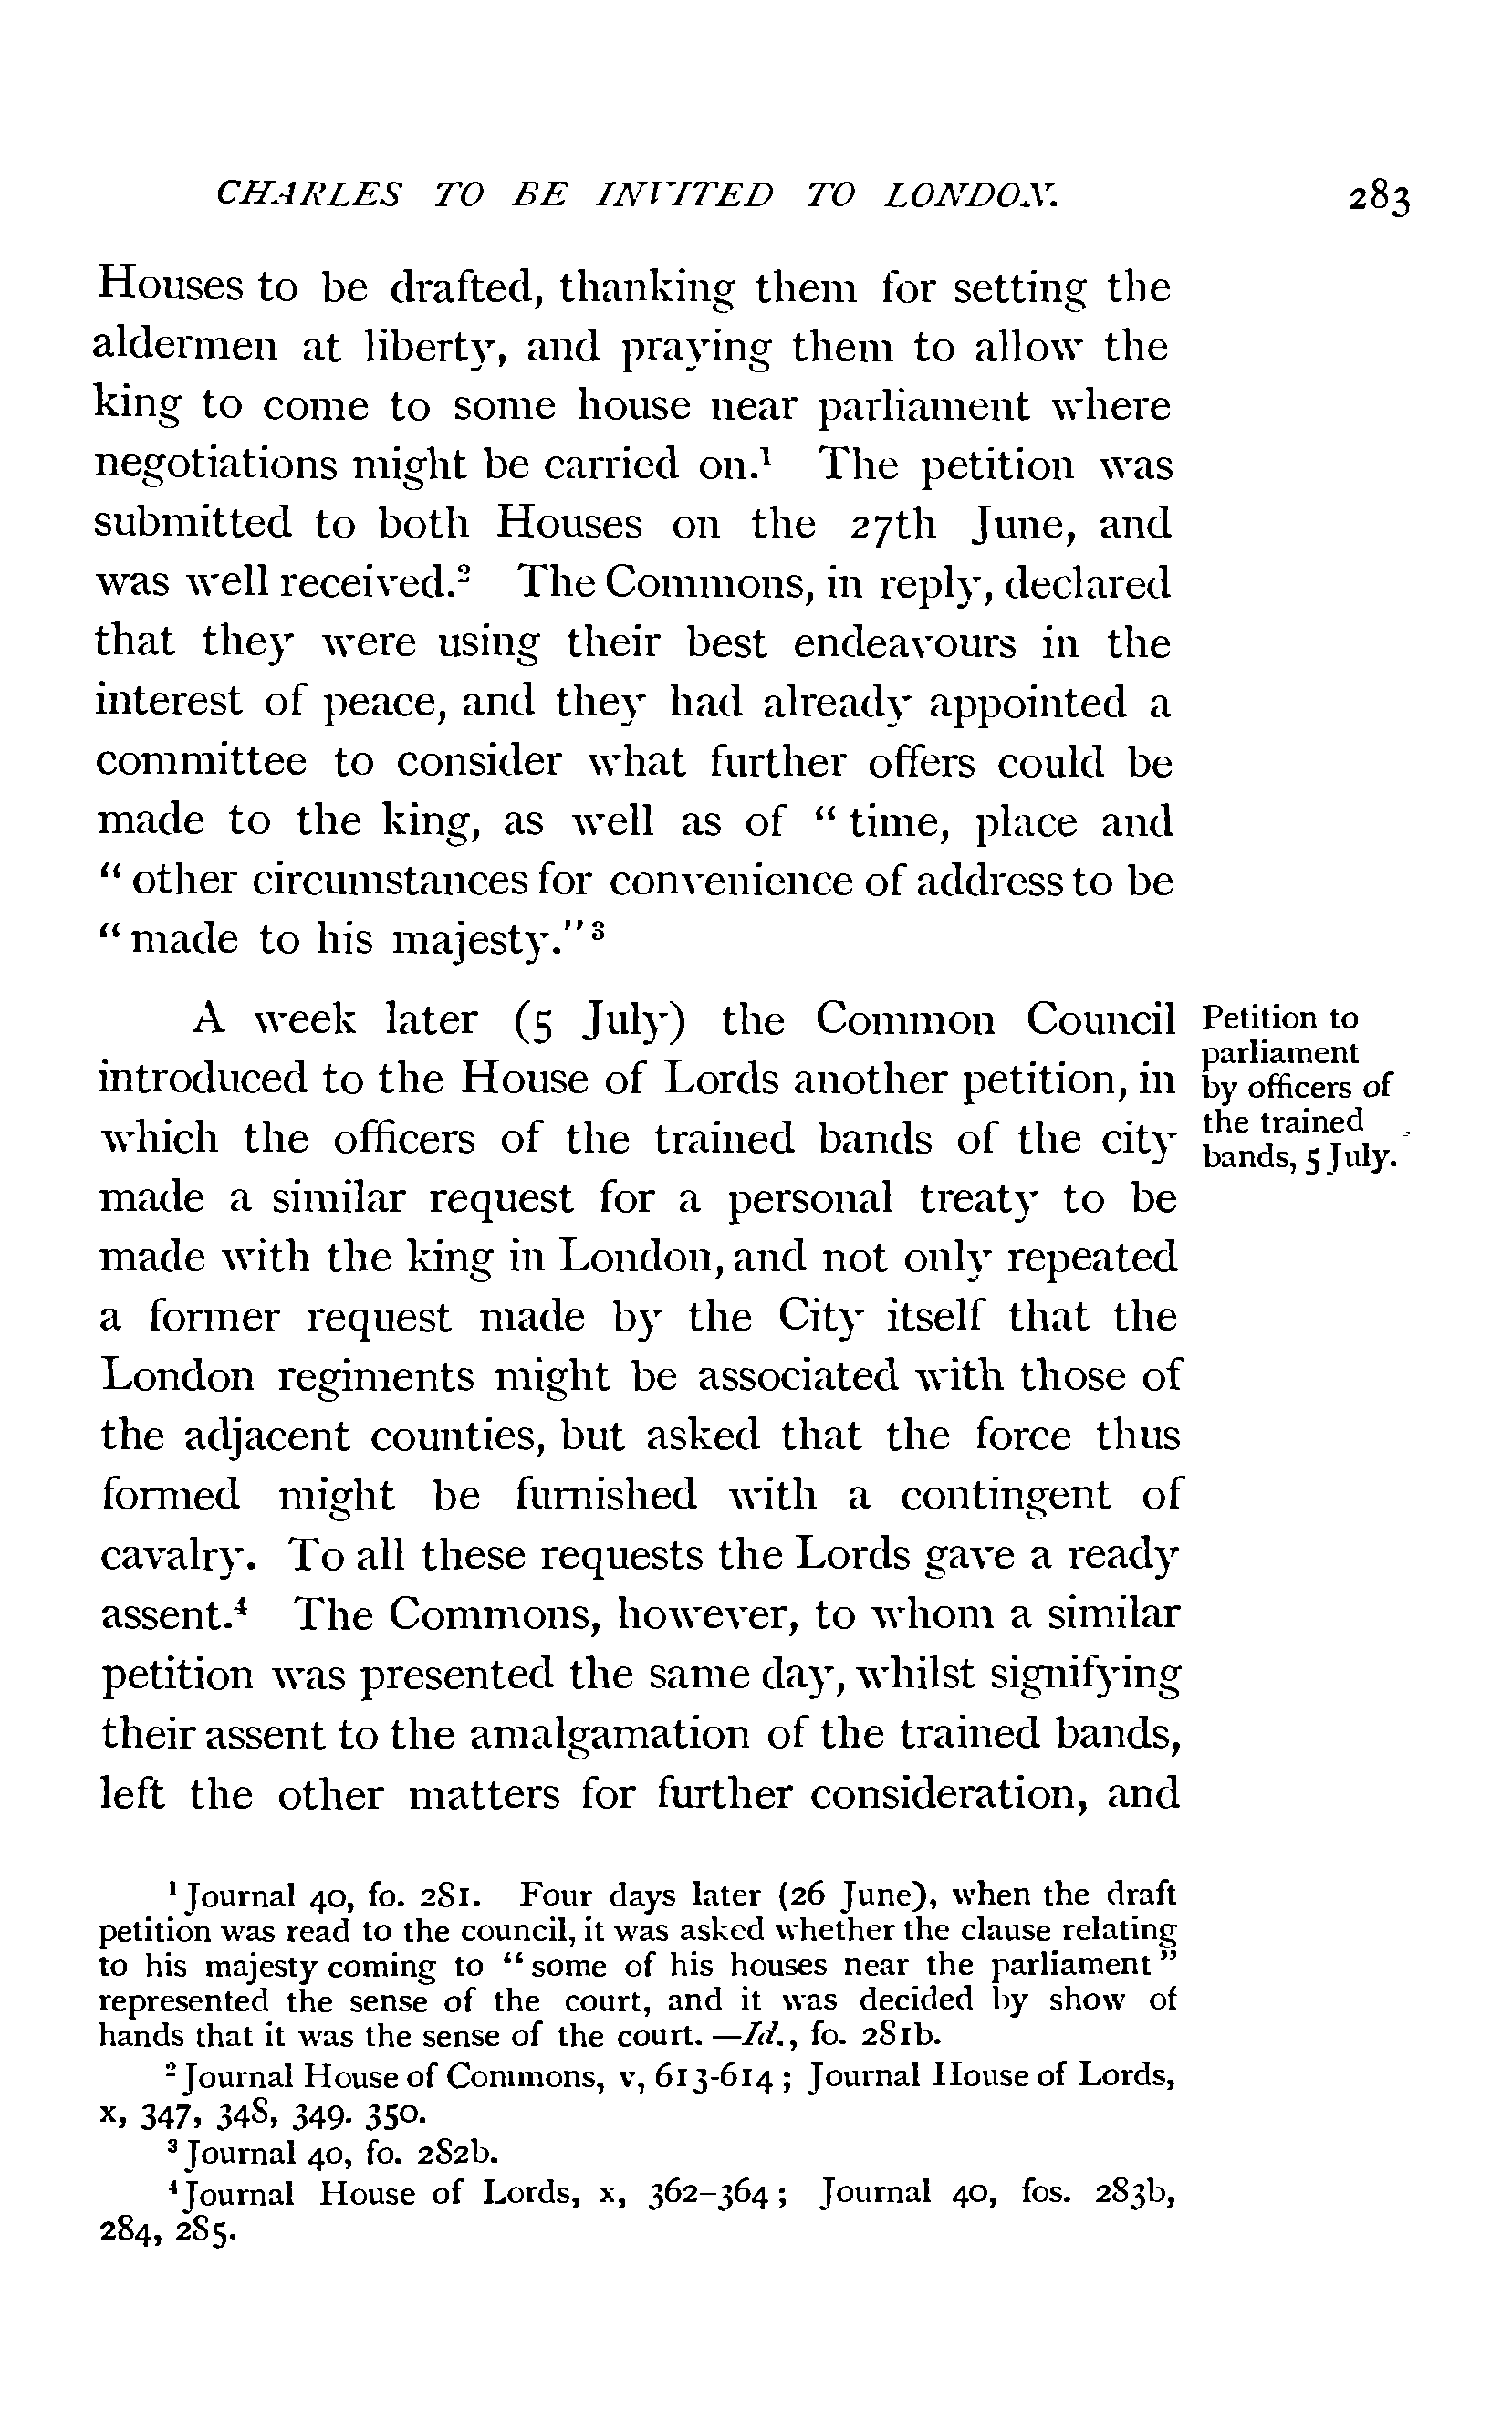 CHARLES TO BE INVITED TO LONDON. 283
Houses to be drafted, thanking them for setting the
aldermen at liberty, and praying them to allow the
king to come to some house near parliament where
negotiations might be carried on.¹ The petition was
submitted to both Houses on the 27th June, and
was well received.² The Commons, in reply, declared
that they were using their best endeavours in the
interest of peace, and they had already appointed a
committee to consider what further offers could be
made to the king, as well as of “ time, place and
“ other circumstances for convenience of address to be
“ made to his majesty.”³
A week later (5 July) the Common Council
introduced to the House of Lords another petition, in
which the officers of the trained bands of the city
made a similar request for a personal treaty to be
made with the king in London, and not only repeated
a former request made by the City itself that the
London regiments might be associated with those of
the adjacent counties, but asked that the force thus
formed might be furnished with a contingent of
cavalry. To all these requests the Lords gave a ready
assent.⁴ The Commons, however, to whom a similar
petition was presented the same day, whilst signifying
their assent to the amalgamation of the trained bands,
left the other matters for further consideration, and
Petition to
parliament
by officers of
the trained
bands, 5 July.
¹ Journal 40, fo. 281. Four days later (26 June), when the draft
petition was read to the council, it was asked whether the clause relating
to his majesty coming to “ some of his houses near the parliament ”
represented the sense of the court, and it was decided by show of
hands that it was the sense of the court. —Id., fo. 281b.
² Journal House of Commons, v, 613-614 ; Journal House of Lords,
x, 347, 348, 349. 350.
³ Journal 40, fo. 282b.
⁴ Journal House of Lords, x, 362–364 ; Journal 40, fos. 283b,
284, 285.